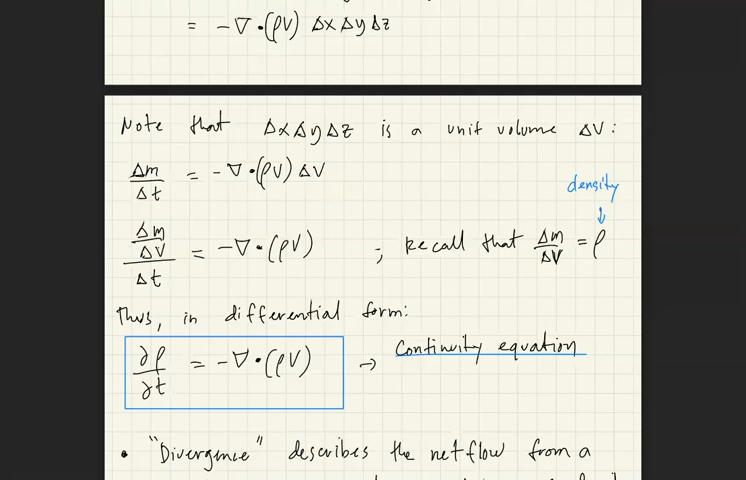 = -∇·(ρV) ΔxΔyΔz
Note that ΔxΔyΔz is a unit volume ΔV:
Δm/Δt = -∇·(ρV) ΔV
density
↓
(Δm/ΔV)/Δt = -∇·(ρV) ; Recall that Δm/ΔV = ρ
Thus, in differential form:
∂ρ/∂t = -∇·(ρV) → Continuity equation
• "Divergence" describes the net flow from a